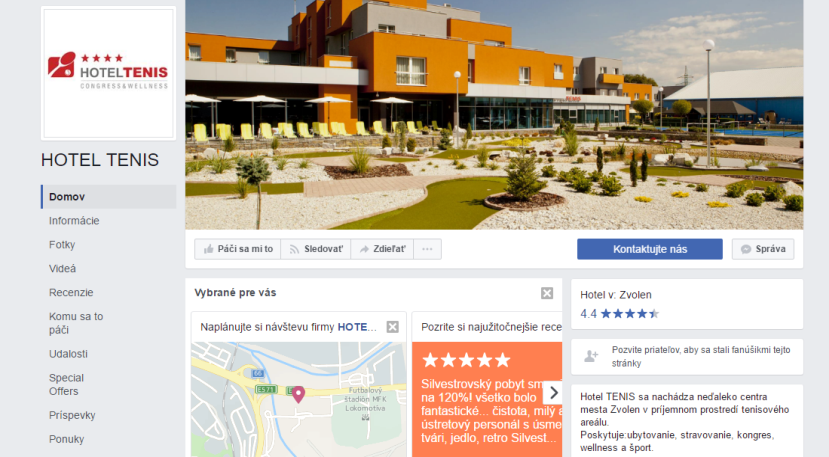 HOTEL TENIS
CONGRESS & WELLNESS
HOTEL TENIS
Domov
Informácie
Fotky
Videá
Recenzie
Komu sa to
páči
Udalosti
Special
Offers
Príspevky
Ponuky
Páči sa mi to
Sledovať
Zdieľať
Kontaktujte nás
Správa
Vybrané pre vás
Naplánujte si návštevu firmy HOTE...
66
E571
E5
Futbalový
štadión MFK
Lokomotíva
Pozrite si najužitočnejšie rece
Silvestrovský pobyt sm
na 120%! všetko bolo
fantastické... čistota, milý a
ústretový personál s úsme
tvári, jedlo, retro Silvest...
Hotel v: Zvolen
4.4
Pozvite priateľov, aby sa stali fanúšikmi tejto
stránky
Hotel TENIS sa nachádza neďaleko centra
mesta Zvolen v príjemnom prostredí tenisového
areálu.
Poskytuje:ubytovanie, stravovanie, kongres,
wellness a šport.